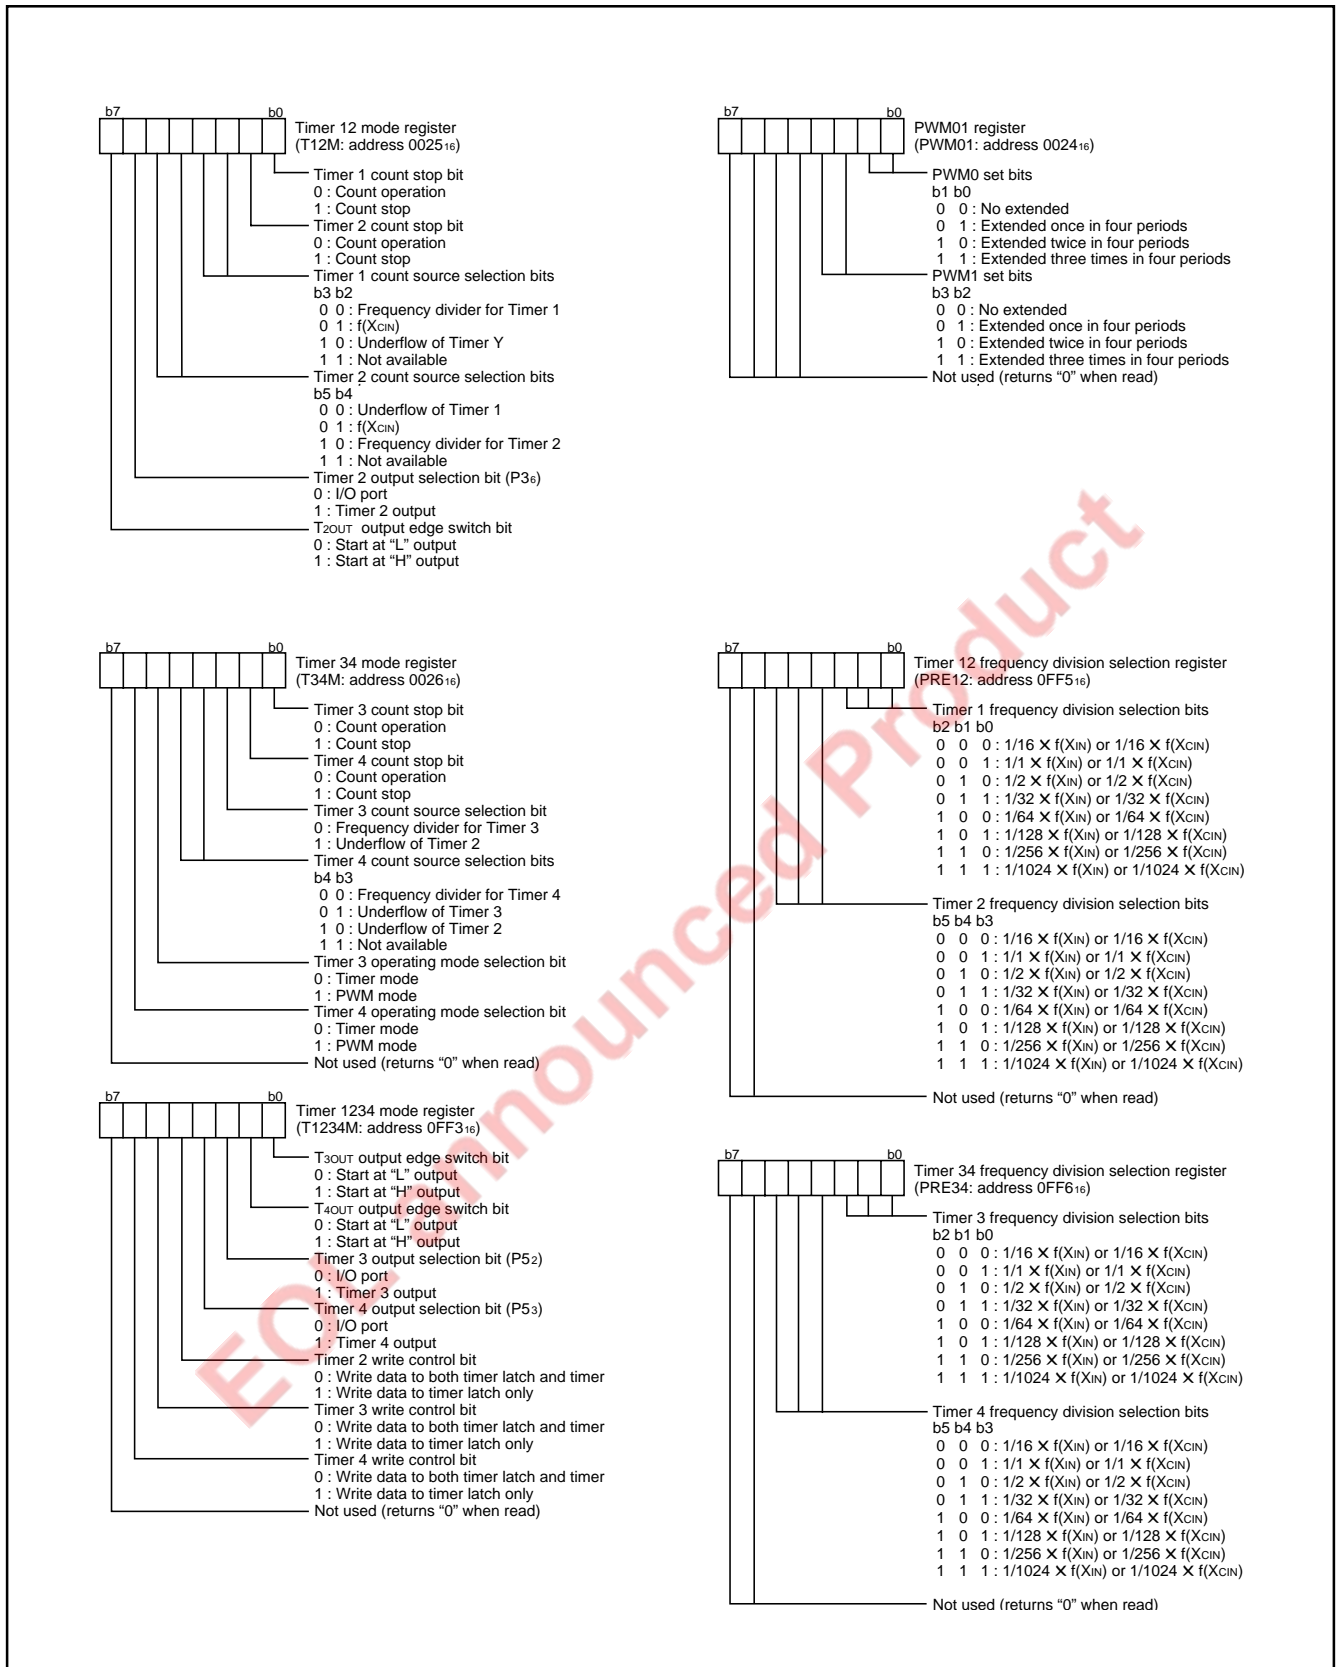 b7 b0
Timer 12 mode register
(T12M: address 0025₁₆)
Timer 1 count stop bit
0 : Count operation
1 : Count stop
Timer 2 count stop bit
0 : Count operation
1 : Count stop
Timer 1 count source selection bits
b3 b2
0 0 : Frequency divider for Timer 1
0 1 : f(XCIN)
1 0 : Underflow of Timer Y
1 1 : Not available
Timer 2 count source selection bits
b5 b4
0 0 : Underflow of Timer 1
0 1 : f(XCIN)
1 0 : Frequency divider for Timer 2
1 1 : Not available
Timer 2 output selection bit (P3₆)
0 : I/O port
1 : Timer 2 output
T2OUT output edge switch bit
0 : Start at “L” output
1 : Start at “H” output
b7 b0
PWM01 register
(PWM01: address 0024₁₆)
PWM0 set bits
b1 b0
0 0 : No extended
0 1 : Extended once in four periods
1 0 : Extended twice in four periods
1 1 : Extended three times in four periods
PWM1 set bits
b3 b2
0 0 : No extended
0 1 : Extended once in four periods
1 0 : Extended twice in four periods
1 1 : Extended three times in four periods
Not used (returns “0” when read)
b7 b0
Timer 34 mode register
(T34M: address 0026₁₆)
Timer 3 count stop bit
0 : Count operation
1 : Count stop
Timer 4 count stop bit
0 : Count operation
1 : Count stop
Timer 3 count source selection bit
0 : Frequency divider for Timer 3
1 : Underflow of Timer 2
Timer 4 count source selection bits
b4 b3
0 0 : Frequency divider for Timer 4
0 1 : Underflow of Timer 3
1 0 : Underflow of Timer 2
1 1 : Not available
Timer 3 operating mode selection bit
0 : Timer mode
1 : PWM mode
Timer 4 operating mode selection bit
0 : Timer mode
1 : PWM mode
Not used (returns “0” when read)
b7 b0
Timer 12 frequency division selection register
(PRE12: address 0FF5₁₆)
Timer 1 frequency division selection bits
b2 b1 b0
0 0 0 : 1/16 × f(XIN) or 1/16 × f(XCIN)
0 0 1 : 1/1 × f(XIN) or 1/1 × f(XCIN)
0 1 0 : 1/2 × f(XIN) or 1/2 × f(XCIN)
0 1 1 : 1/32 × f(XIN) or 1/32 × f(XCIN)
1 0 0 : 1/64 × f(XIN) or 1/64 × f(XCIN)
1 0 1 : 1/128 × f(XIN) or 1/128 × f(XCIN)
1 1 0 : 1/256 × f(XIN) or 1/256 × f(XCIN)
1 1 1 : 1/1024 × f(XIN) or 1/1024 × f(XCIN)
Timer 2 frequency division selection bits
b5 b4 b3
0 0 0 : 1/16 × f(XIN) or 1/16 × f(XCIN)
0 0 1 : 1/1 × f(XIN) or 1/1 × f(XCIN)
0 1 0 : 1/2 × f(XIN) or 1/2 × f(XCIN)
0 1 1 : 1/32 × f(XIN) or 1/32 × f(XCIN)
1 0 0 : 1/64 × f(XIN) or 1/64 × f(XCIN)
1 0 1 : 1/128 × f(XIN) or 1/128 × f(XCIN)
1 1 0 : 1/256 × f(XIN) or 1/256 × f(XCIN)
1 1 1 : 1/1024 × f(XIN) or 1/1024 × f(XCIN)
Not used (returns “0” when read)
b7 b0
Timer 1234 mode register
(T1234M: address 0FF3₁₆)
T3OUT output edge switch bit
0 : Start at “L” output
1 : Start at “H” output
T4OUT output edge switch bit
0 : Start at “L” output
1 : Start at “H” output
Timer 3 output selection bit (P5₂)
0 : I/O port
1 : Timer 3 output
Timer 4 output selection bit (P5₃)
0 : I/O port
1 : Timer 4 output
Timer 2 write control bit
0 : Write data to both timer latch and timer
1 : Write data to timer latch only
Timer 3 write control bit
0 : Write data to both timer latch and timer
1 : Write data to timer latch only
Timer 4 write control bit
0 : Write data to both timer latch and timer
1 : Write data to timer latch only
Not used (returns “0” when read)
b7 b0
Timer 34 frequency division selection register
(PRE34: address 0FF6₁₆)
Timer 3 frequency division selection bits
b2 b1 b0
0 0 0 : 1/16 × f(XIN) or 1/16 × f(XCIN)
0 0 1 : 1/1 × f(XIN) or 1/1 × f(XCIN)
0 1 0 : 1/2 × f(XIN) or 1/2 × f(XCIN)
0 1 1 : 1/32 × f(XIN) or 1/32 × f(XCIN)
1 0 0 : 1/64 × f(XIN) or 1/64 × f(XCIN)
1 0 1 : 1/128 × f(XIN) or 1/128 × f(XCIN)
1 1 0 : 1/256 × f(XIN) or 1/256 × f(XCIN)
1 1 1 : 1/1024 × f(XIN) or 1/1024 × f(XCIN)
Timer 4 frequency division selection bits
b5 b4 b3
0 0 0 : 1/16 × f(XIN) or 1/16 × f(XCIN)
0 0 1 : 1/1 × f(XIN) or 1/1 × f(XCIN)
0 1 0 : 1/2 × f(XIN) or 1/2 × f(XCIN)
0 1 1 : 1/32 × f(XIN) or 1/32 × f(XCIN)
1 0 0 : 1/64 × f(XIN) or 1/64 × f(XCIN)
1 0 1 : 1/128 × f(XIN) or 1/128 × f(XCIN)
1 1 0 : 1/256 × f(XIN) or 1/256 × f(XCIN)
1 1 1 : 1/1024 × f(XIN) or 1/1024 × f(XCIN)
Not used (returns “0” when read)
EOL announced Product